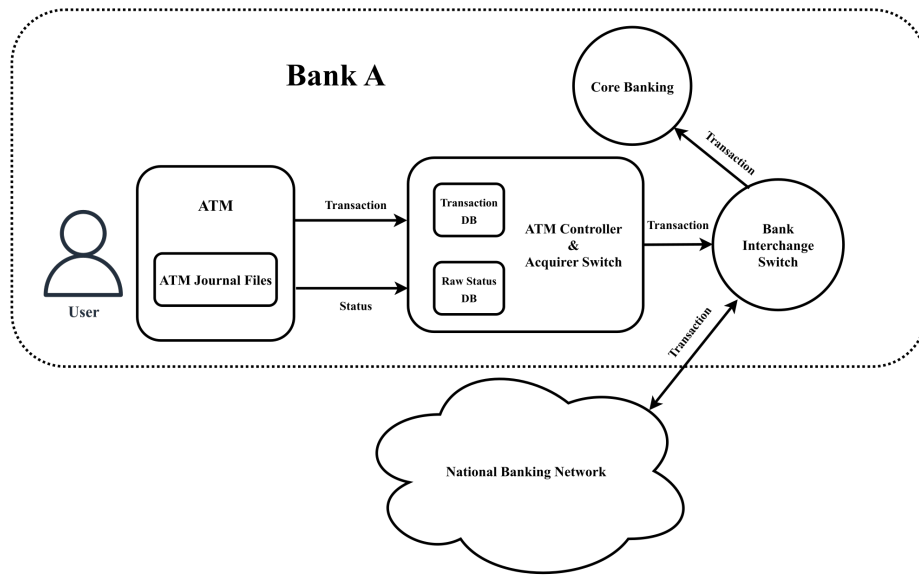 Bank A
Core Banking
Transaction
ATM
ATM Journal Files
User
Transaction
Status
Transaction
DB
Raw Status
DB
ATM Controller
&
Acquirer Switch
Transaction
Bank
Interchange
Switch
Transaction
National Banking Network